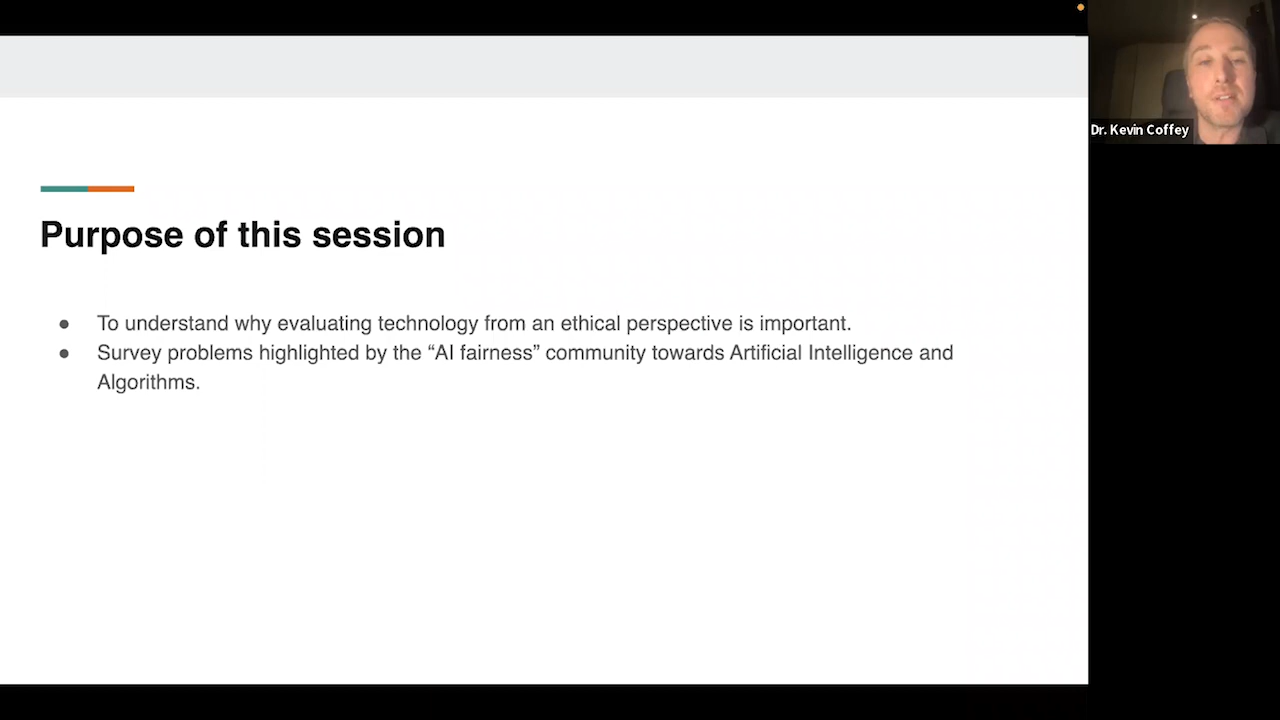 Purpose of this session
● To understand why evaluating technology from an ethical perspective is important.
● Survey problems highlighted by the “AI fairness” community towards Artificial Intelligence and
Algorithms.
Dr. Kevin Coffey